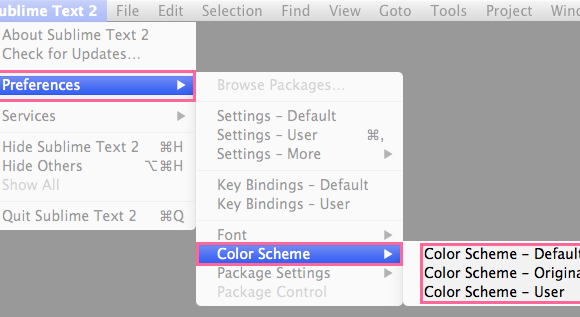 ublime Text 2 File Edit Selection Find View Goto Tools Project Win
About Sublime Text 2
Check for Updates…
Preferences
Services
Hide Sublime Text 2 ⌘H
Hide Others ⌥⌘H
Show All
Quit Sublime Text 2 ⌘Q
Browse Packages…
Settings – Default
Settings – User ⌘,
Settings – More
Key Bindings – Default
Key Bindings – User
Font
Color Scheme
Package Settings
Package Control
Color Scheme – Default
Color Scheme – Origina
Color Scheme – User